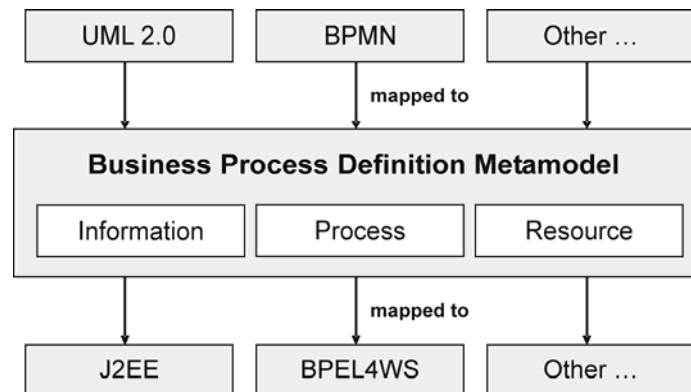 UML 2.0 BPMN Other ...
mapped to
Business Process Definition Metamodel
Information Process Resource
mapped to
J2EE BPEL4WS Other ...